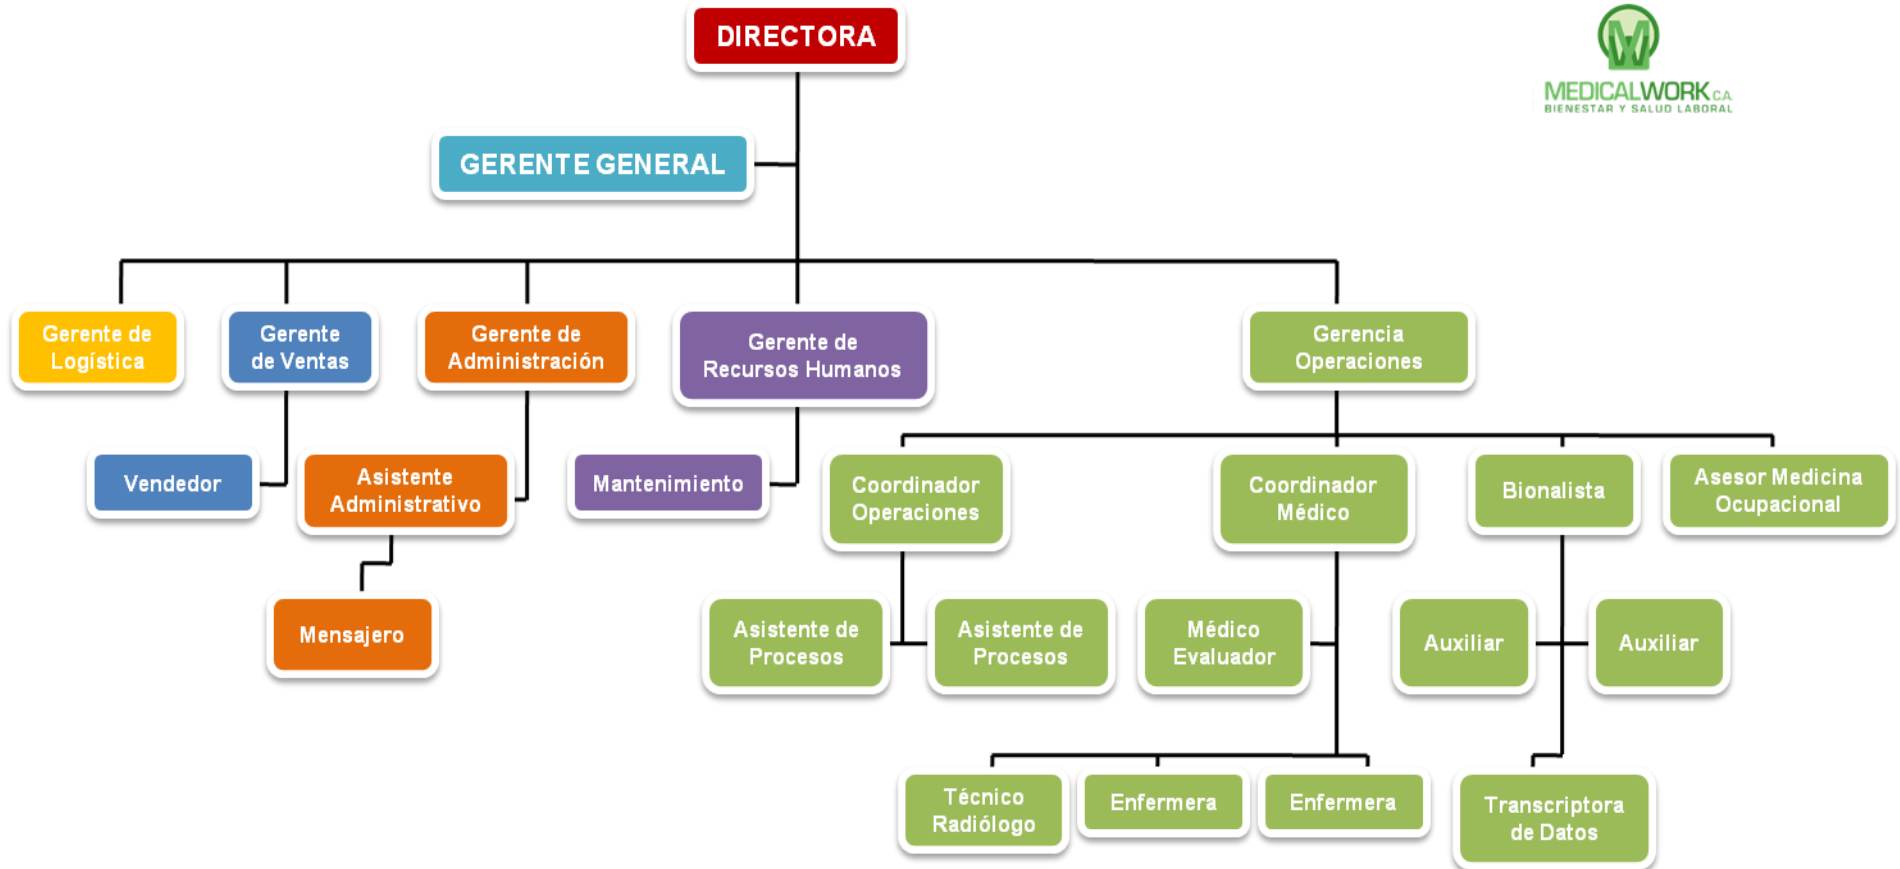 DIRECTORA
MEDICALWORK C.A.
BIENESTAR Y SALUD LABORAL
GERENTE GENERAL
Gerente de
Logística
Gerente
de Ventas
Gerente de
Administración
Gerente de
Recursos Humanos
Gerencia
Operaciones
Vendedor
Asistente
Administrativo
Mantenimiento
Coordinador
Operaciones
Coordinador
Médico
Bionalista
Asesor Medicina
Ocupacional
Mensajero
Asistente de
Procesos
Asistente de
Procesos
Médico
Evaluador
Auxiliar
Auxiliar
Técnico
Radiólogo
Enfermera
Enfermera
Transcriptora
de Datos